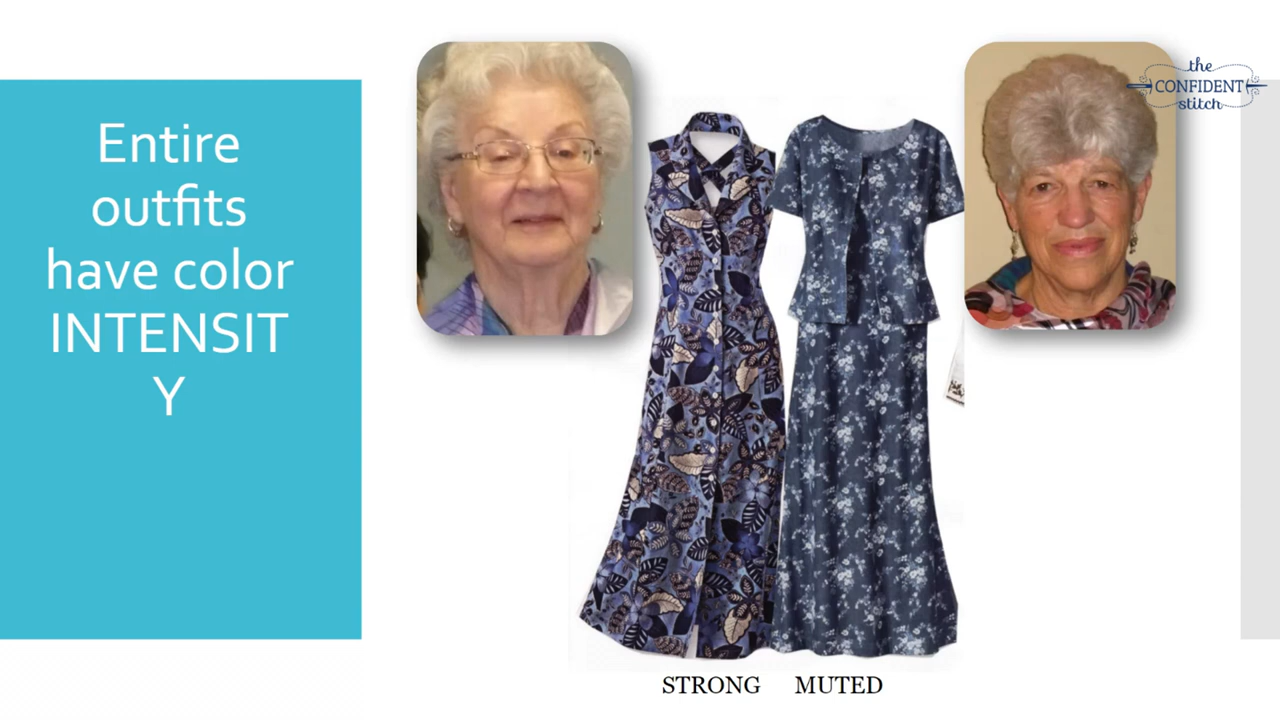 Entire
outfits
have color
INTENSIT
Y
the
CONFIDENT
stitch
STRONG MUTED